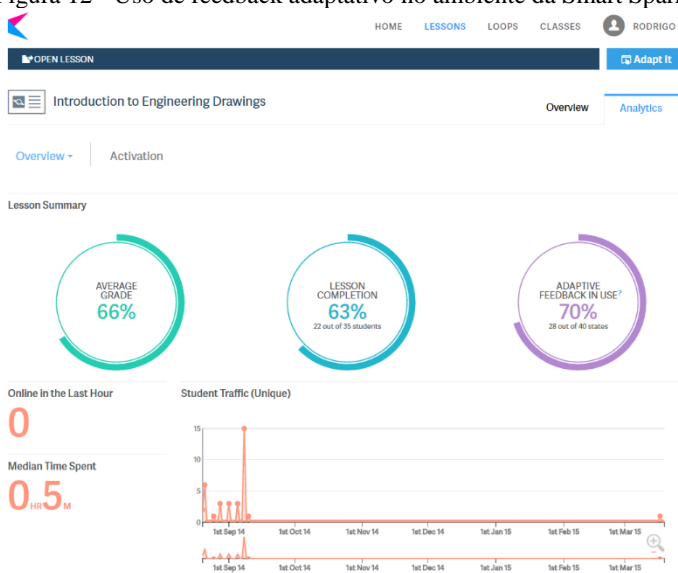 Figura 12 - Uso de feedback adaptativo no ambiente da Smart Spar
HOME LESSONS LOOPS CLASSES RODRIGO
OPEN LESSON Adapt It
Introduction to Engineering Drawings Overview Analytics
Overview Activation
Lesson Summary
AVERAGE
GRADE
66%
LESSON
COMPLETION
63%
22 out of 35 students
ADAPTIVE
FEEDBACK IN USE?
70%
28 out of 40 states
Online in the Last Hour
0
Median Time Spent
0 HR 5 M
Student Traffic (Unique)
15
10
5
0
1st Sep 14 1st Oct 14 1st Nov 14 1st Dec 14 1st Jan 15 1st Feb 15 1st Mar 15
1st Sep 14 1st Oct 14 1st Nov 14 1st Dec 14 1st Jan 15 1st Feb 15 1st Mar 15